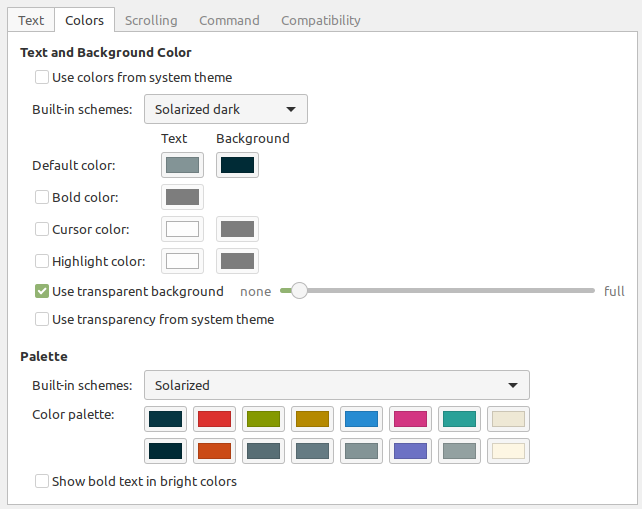 Text Colors Scrolling Command Compatibility
Text and Background Color
Use colors from system theme
Built-in schemes: Solarized dark
Text Background
Default color:
Bold color:
Cursor color:
Highlight color:
Use transparent background none full
Use transparency from system theme
Palette
Built-in schemes: Solarized
Color palette:
Show bold text in bright colors